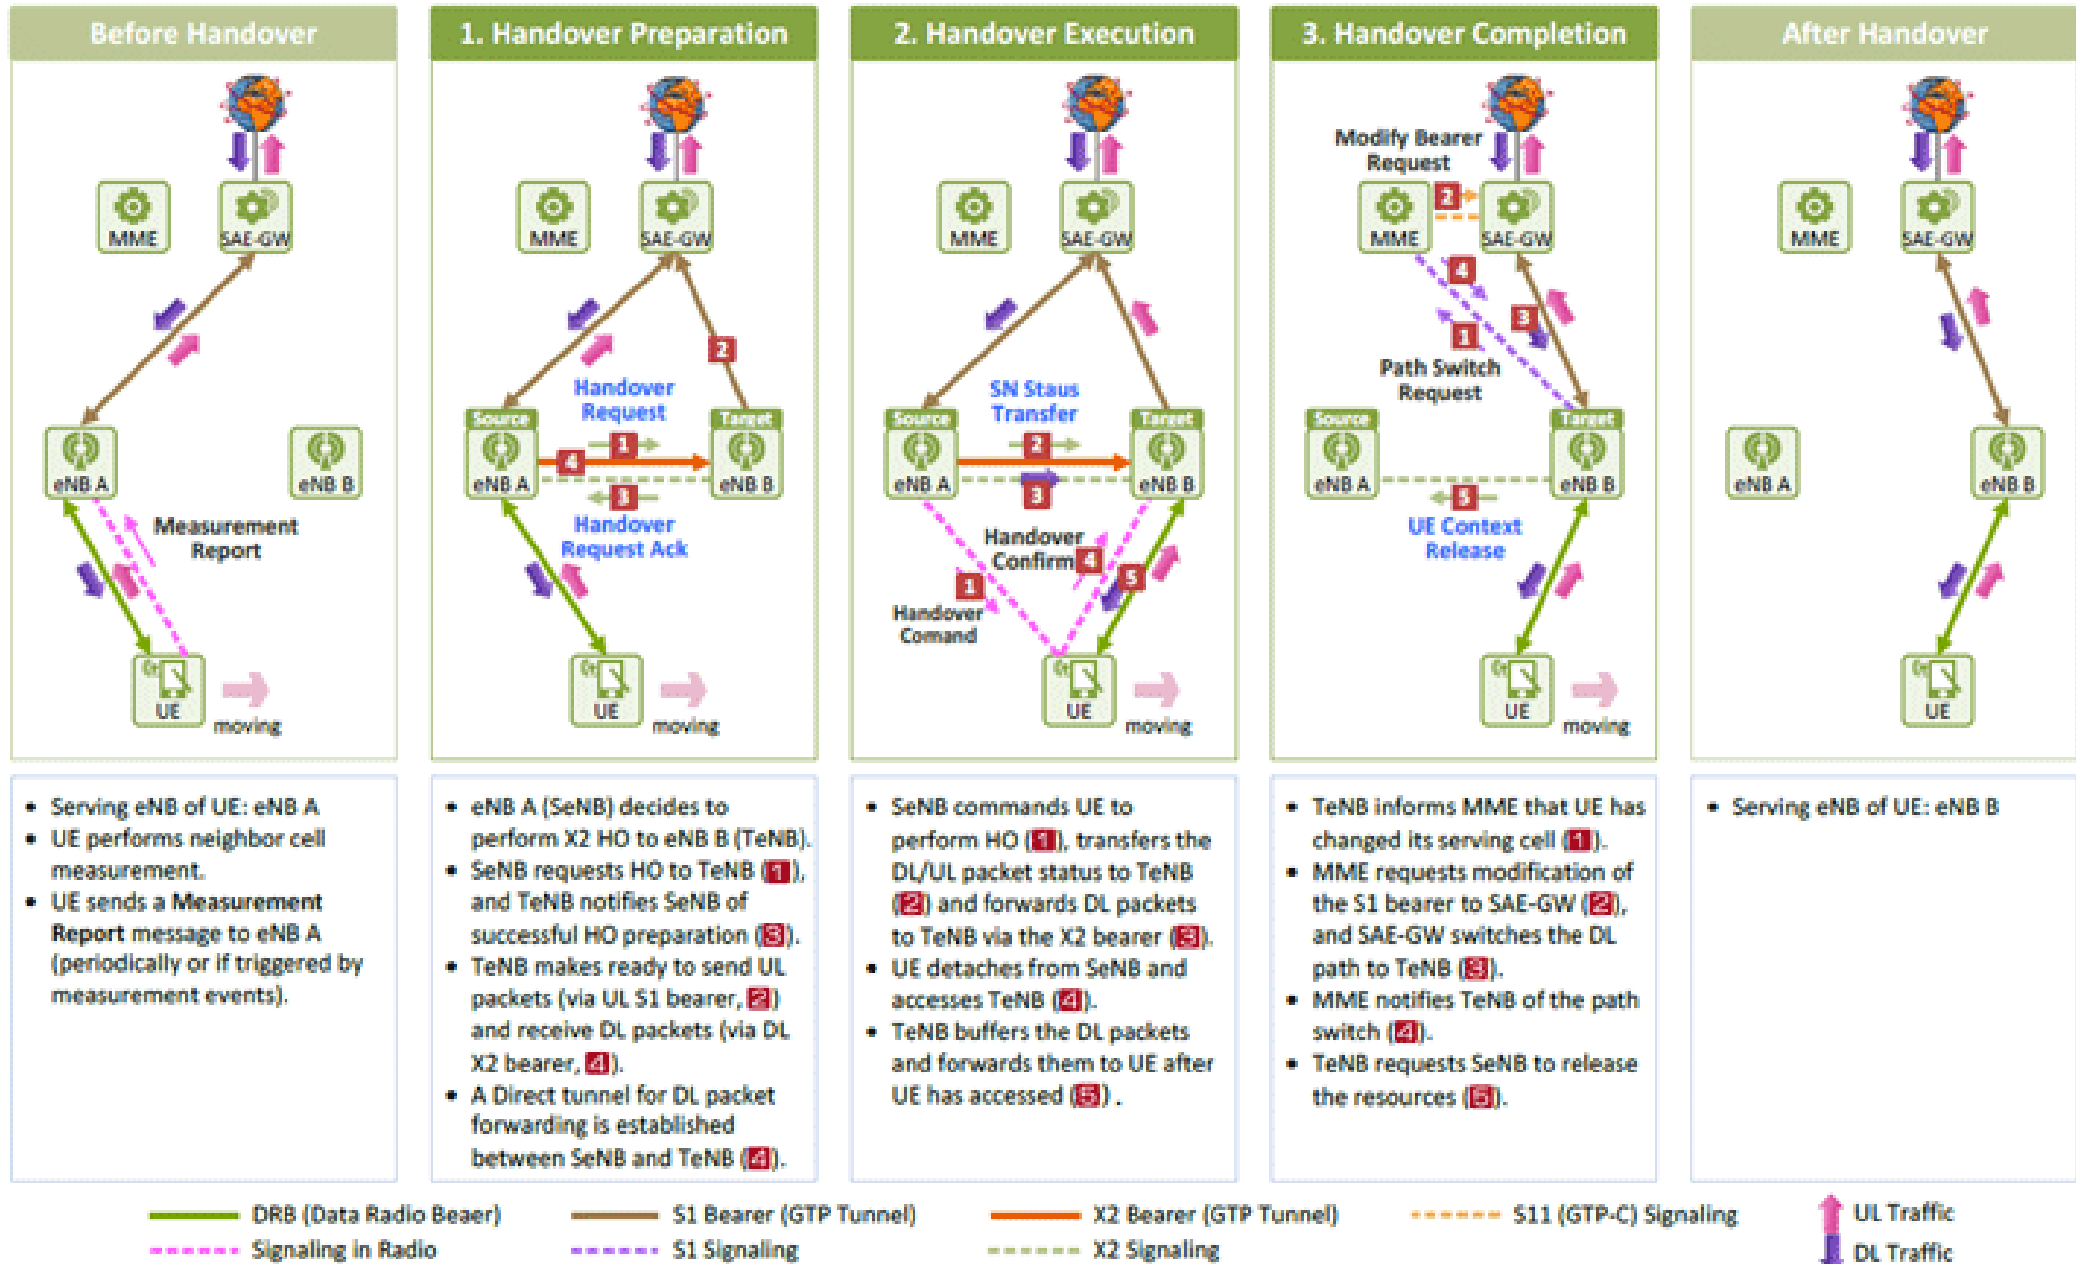 Before Handover
MME
SAE-GW
eNB A
eNB B
Measurement
Report
UE
moving
1. Handover Preparation
MME
SAE-GW
2
Handover
Request
Source
Target
1
4
eNB A
eNB B
3
Handover
Request Ack
UE
moving
2. Handover Execution
MME
SAE-GW
SN Staus
Transfer
Source
Target
2
eNB A
eNB B
3
Handover
Confirm
4
5
1
Handover
Comand
UE
moving
3. Handover Completion
Modify Bearer
Request
2
MME
SAE-GW
4
3
1
Path Switch
Request
Source
Target
eNB A
eNB B
5
UE Context
Release
UE
moving
After Handover
MME
SAE-GW
eNB A
eNB B
UE
• Serving eNB of UE: eNB A
• UE performs neighbor cell
measurement.
• UE sends a Measurement
Report message to eNB A
(periodically or if triggered by
measurement events).
• eNB A (SeNB) decides to
perform X2 HO to eNB B (TeNB).
• SeNB requests HO to TeNB (1),
and TeNB notifies SeNB of
successful HO preparation (3).
• TeNB makes ready to send UL
packets (via UL S1 bearer, 2)
and receive DL packets (via DL
X2 bearer, 4).
• A Direct tunnel for DL packet
forwarding is established
between SeNB and TeNB (4).
• SeNB commands UE to
perform HO (1), transfers the
DL/UL packet status to TeNB
(2) and forwards DL packets
to TeNB via the X2 bearer (3).
• UE detaches from SeNB and
accesses TeNB (4).
• TeNB buffers the DL packets
and forwards them to UE after
UE has accessed (5) .
• TeNB informs MME that UE has
changed its serving cell (1).
• MME requests modification of
the S1 bearer to SAE-GW (2),
and SAE-GW switches the DL
path to TeNB (3).
• MME notifies TeNB of the path
switch (4).
• TeNB requests SeNB to release
the resources (5).
• Serving eNB of UE: eNB B
DRB (Data Radio Beaer)
S1 Bearer (GTP Tunnel)
X2 Bearer (GTP Tunnel)
S11 (GTP-C) Signaling
UL Traffic
Signaling in Radio
S1 Signaling
X2 Signaling
DL Traffic